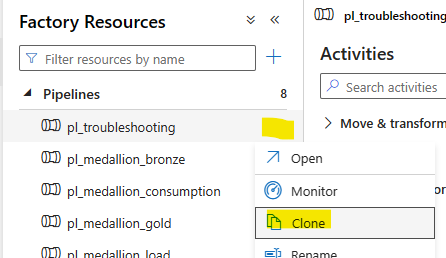 Factory Resources
pl_troubleshooting
Filter resources by name
Activities
Pipelines 8
Search activities
pl_troubleshooting
Move & transform
pl_medallion_bronze
Open
pl_medallion_consumption
Monitor
pl_medallion_gold
Clone
pl_medallion_load
Rename